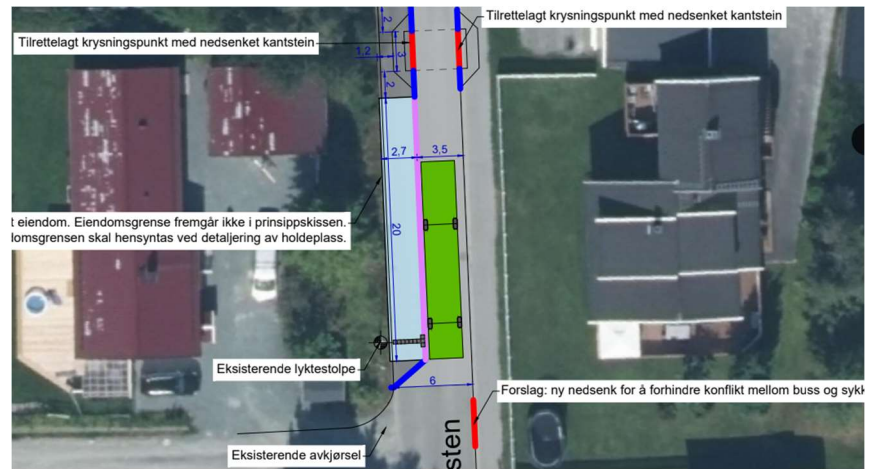 Tilrettelagt krysningspunkt med nedsenket kantstein
Tilrettelagt krysningspunkt med nedsenket kantstein
2
1,2
3
2
2,7
3,5
t eiendom. Eiendomsgrense fremgår ikke i prinsippskissen.
lomsgrensen skal hensyntas ved detaljering av holdeplass.
20
Eksisterende lyktestolpe
6
Forslag: ny nedsenk for å forhindre konflikt mellom buss og sykk
Eksisterende avkjørsel
sten